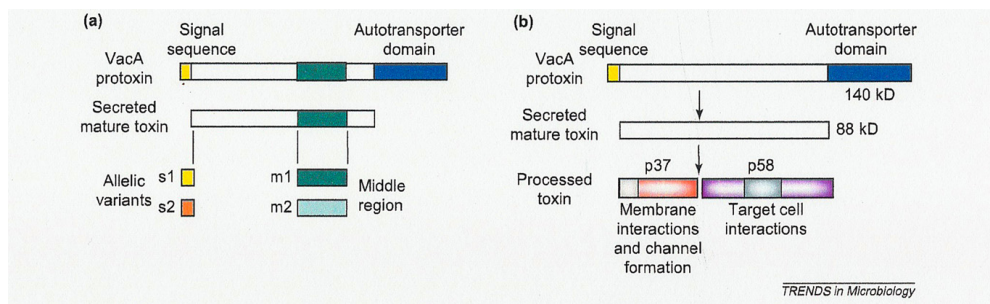 (a)
Signal
sequence
Autotransporter
domain
VacA
protoxin
Secreted
mature toxin
Allelic
variants
s1
s2
m1
m2
Middle
region
(b)
Signal
sequence
Autotransporter
domain
VacA
protoxin
140 kD
Secreted
mature toxin
88 kD
p37
p58
Processed
toxin
Membrane
interactions
and channel
formation
Target cell
interactions
TRENDS in Microbiology